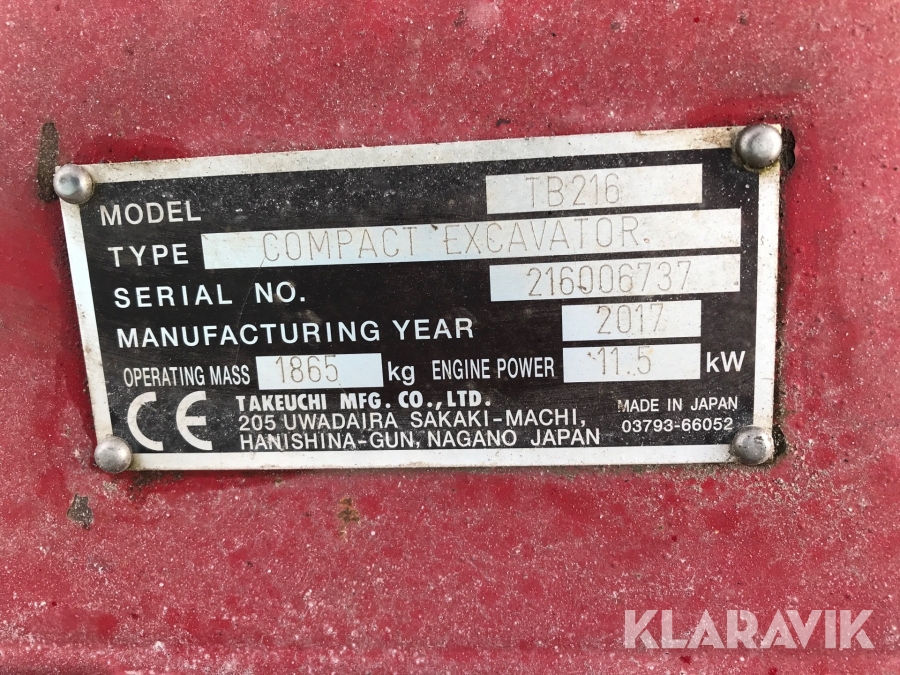 MODEL TB216
TYPE COMPACT EXCAVATOR
SERIAL NO. 216006737
MANUFACTURING YEAR 2017
OPERATING MASS 1865 kg ENGINE POWER 11.5 kW
CE TAKEUCHI MFG. CO.,LTD.
205 UWADAIRA SAKAKI-MACHI,
HANISHINA-GUN, NAGANO JAPAN
MADE IN JAPAN
03793-66052
KLARAVIK